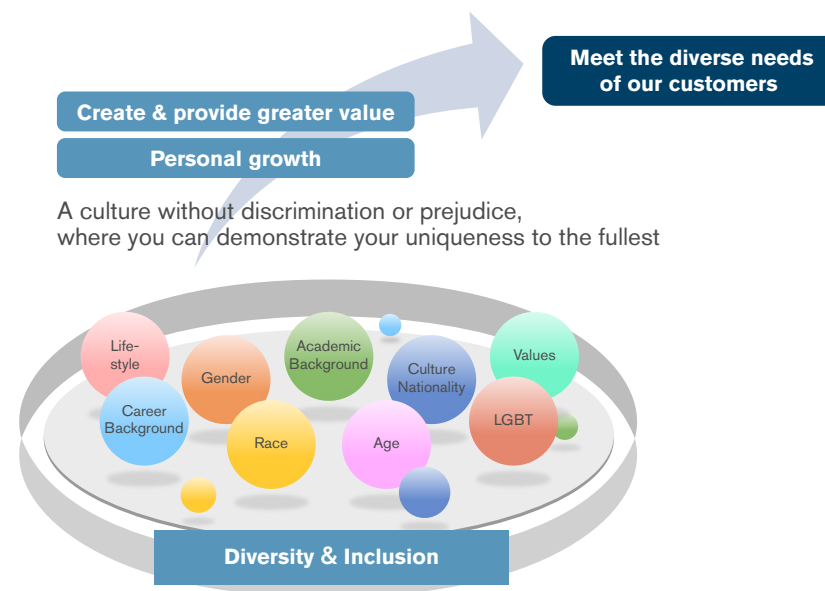 Meet the diverse needs
of our customers
Create & provide greater value
Personal growth
A culture without discrimination or prejudice,
where you can demonstrate your uniqueness to the fullest
Life-
style
Gender
Academic
Background
Culture
Nationality
Values
Career
Background
Race
Age
LGBT
Diversity & Inclusion